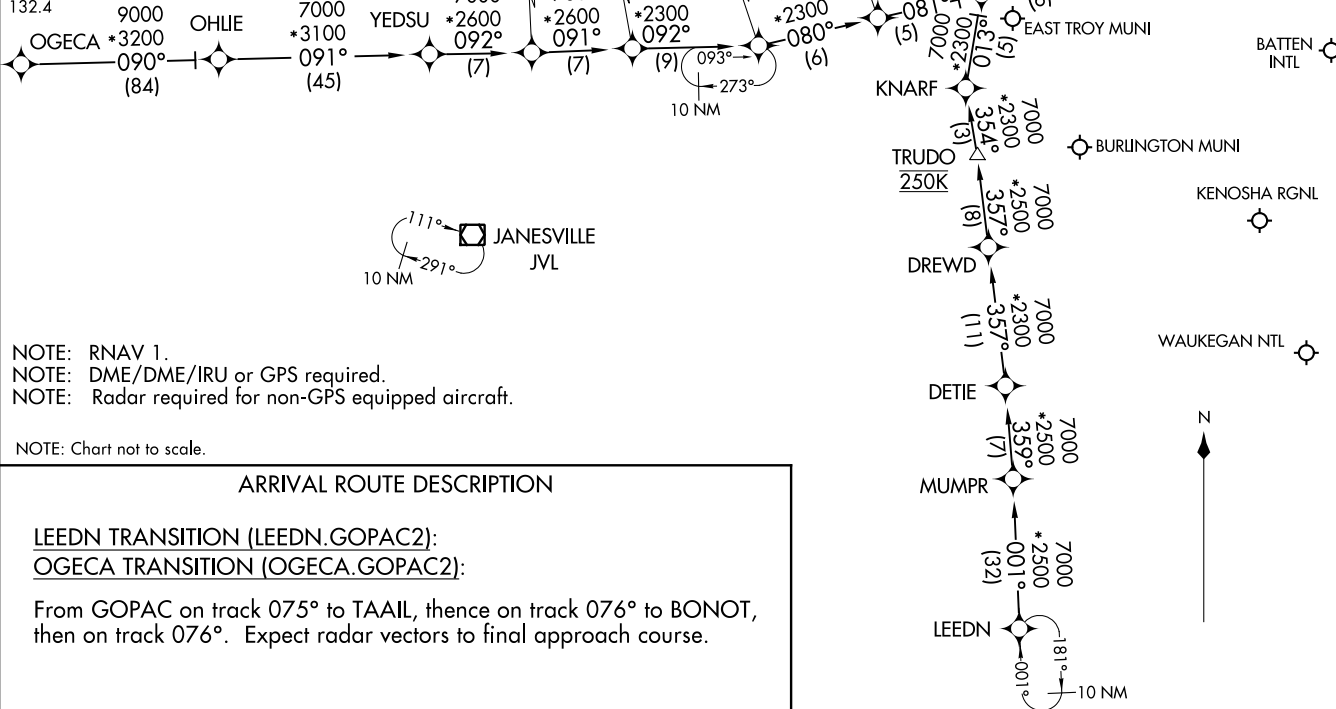 132.4
9000
*3200
OGECA
090°
(84)
OHLIE
7000
*3100
091°
(45)
YEDSU
*2600
092°
(7)
*2600
091°
(7)
*2300
092°
(9)
093°
273°
10 NM
*2300
080°
(6)
(5)
7000
*2300
013°
(5)
EAST TROY MUNI
BATTEN
INTL
KNARF
7000
*2300
354°
(3)
TRUDO
250K
BURLINGTON MUNI
KENOSHA RGNL
7000
*2500
357°
(8)
DREWD
111°
291°
10 NM
JANESVILLE
JVL
7000
*2300
357°
(11)
WAUKEGAN NTL
DETIE
NOTE: RNAV 1.
NOTE: DME/DME/IRU or GPS required.
NOTE: Radar required for non-GPS equipped aircraft.
NOTE: Chart not to scale.
7000
*2500
359°
(7)
N
MUMPR
7000
*2500
001°
(32)
LEEDN
181°
001°
10 NM
ARRIVAL ROUTE DESCRIPTION
LEEDN TRANSITION (LEEDN.GOPAC2):
OGECA TRANSITION (OGECA.GOPAC2):
From GOPAC on track 075° to TAAIL, thence on track 076° to BONOT,
then on track 076°. Expect radar vectors to final approach course.